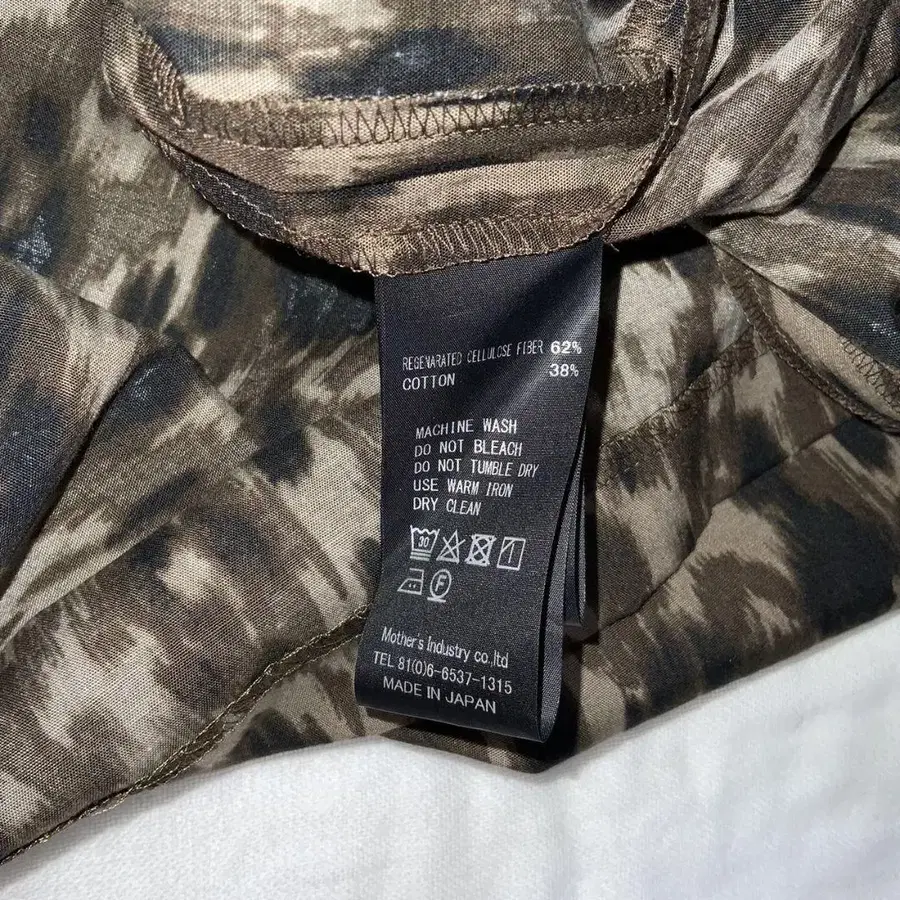 REGENARATED CELLULOSE FIBER 62%
COTTON 38%
MACHINE WASH
DO NOT BLEACH
DO NOT TUMBLE DRY
USE WARM IRON
DRY CLEAN
30
F
Mother's Industry co.,ltd
TEL 81(0)6-6537-1315
MADE IN JAPAN